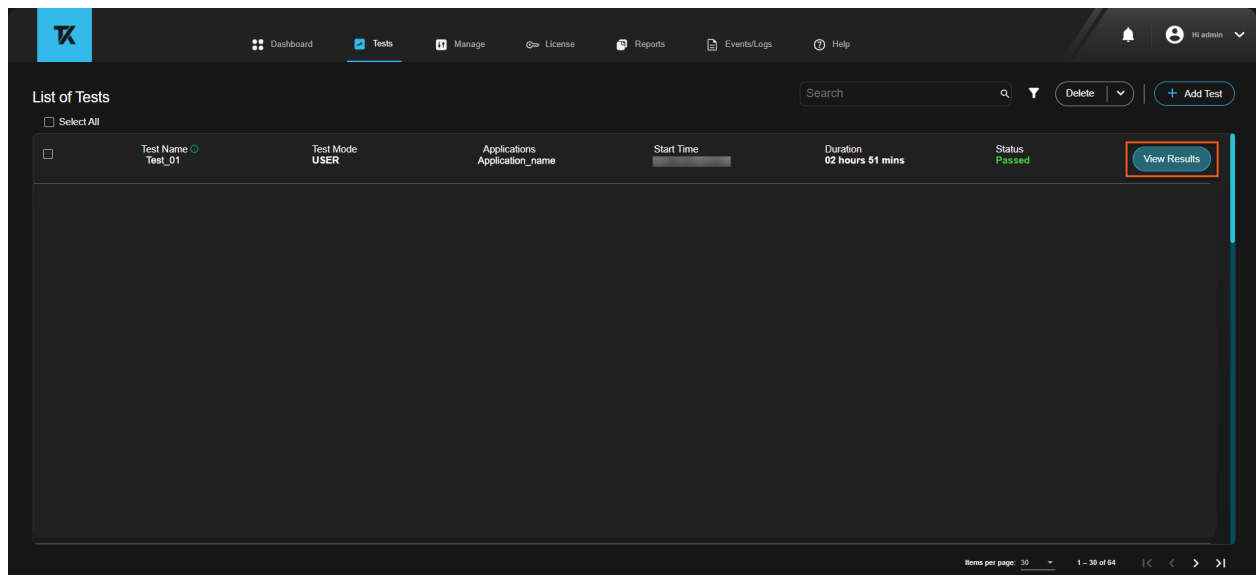 TK
Dashboard Tests Manage License Reports Events/Logs Help Hi admin
List of Tests Search Delete + Add Test
Select All
Test Name Test Mode Applications Start Time Duration Status
Test_01 USER Application_name 02 hours 51 mins Passed View Results
Items per page: 30 1 – 30 of 64